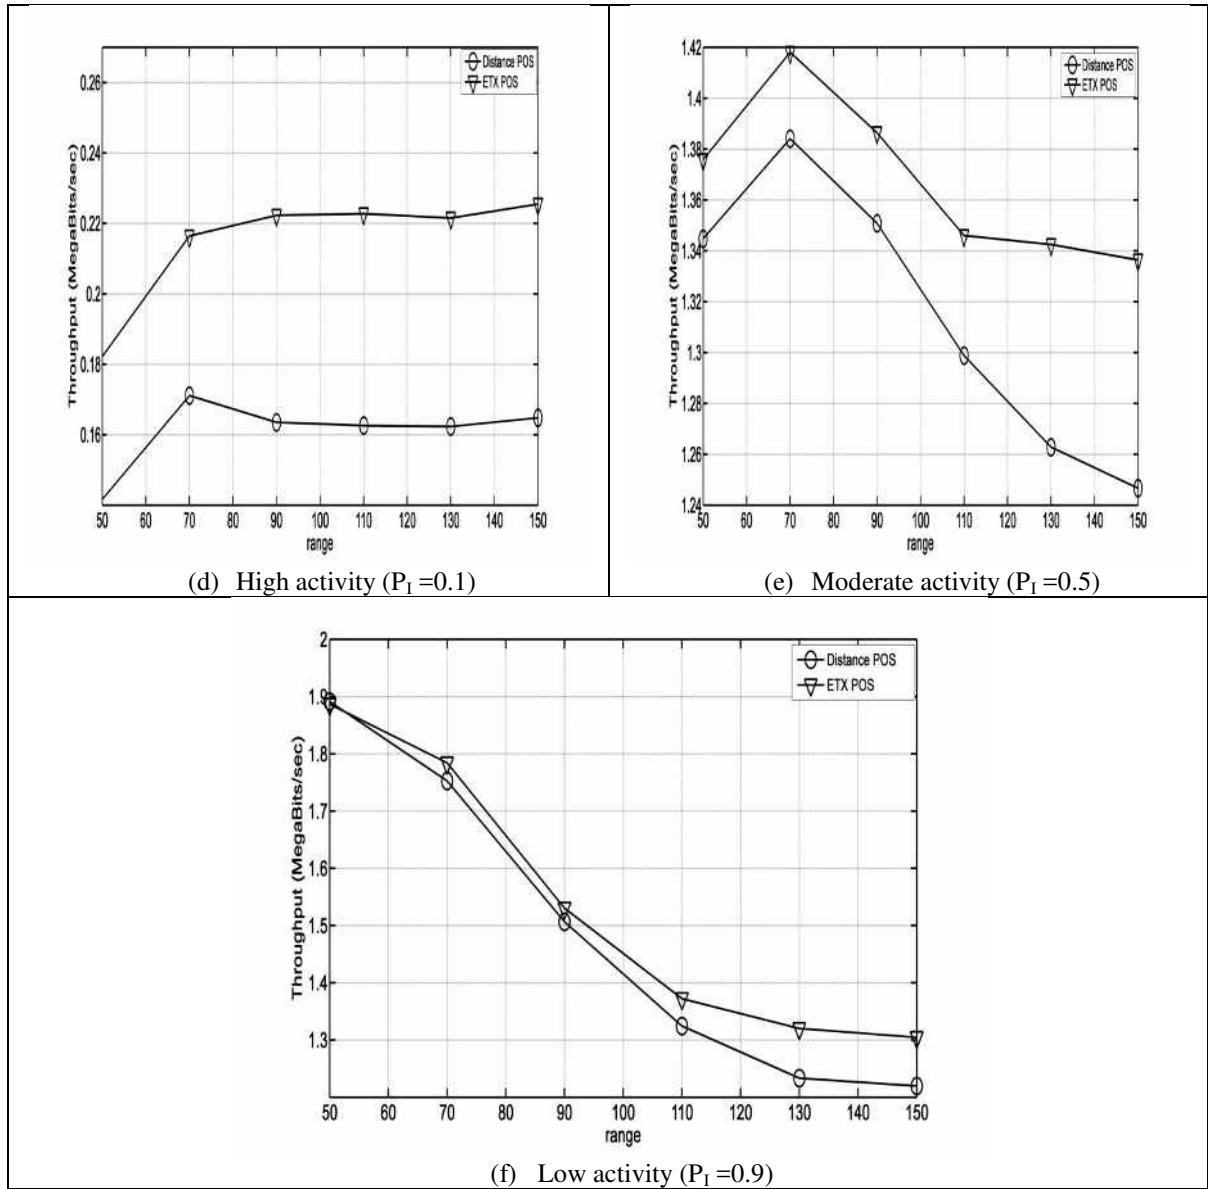 Distance POS
ETX POS
Throughput (MegaBits/sec)
0.26
0.24
0.22
0.2
0.18
0.16
50 60 70 80 90 100 110 120 130 140 150
range
(d) High activity (P_I =0.1)
Distance POS
ETX POS
Throughput (MegaBits/sec)
1.42
1.4
1.38
1.36
1.34
1.32
1.3
1.28
1.26
1.24
50 60 70 80 90 100 110 120 130 140 150
range
(e) Moderate activity (P_I =0.5)
Distance POS
ETX POS
Throughput (MegaBits/sec)
2
1.9
1.8
1.7
1.6
1.5
1.4
1.3
50 60 70 80 90 100 110 120 130 140 150
range
(f) Low activity (P_I =0.9)